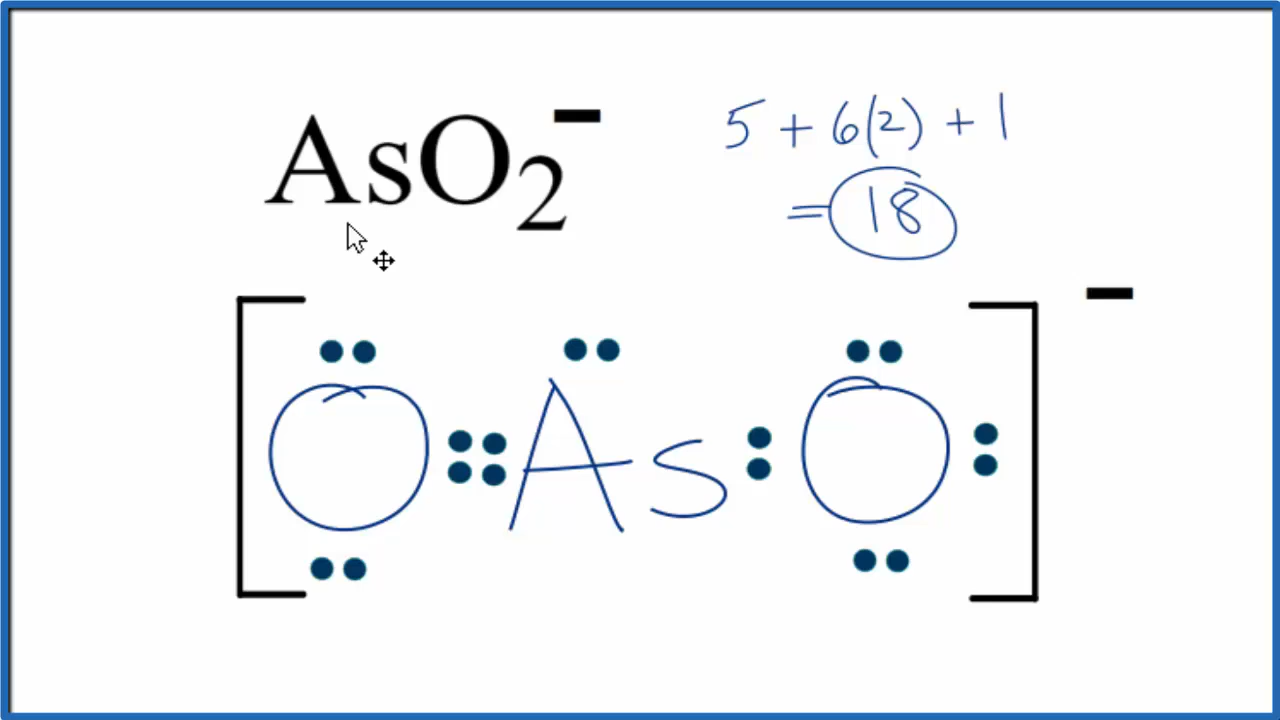 AsO₂⁻
5 + 6(2) + 1
= 18
[O As O]⁻